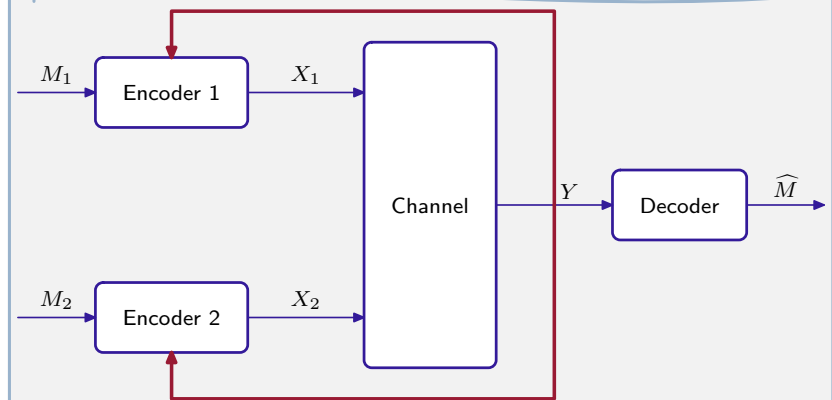 M₁
Encoder 1
X₁
Channel
Y
Decoder
M̂
M₂
Encoder 2
X₂